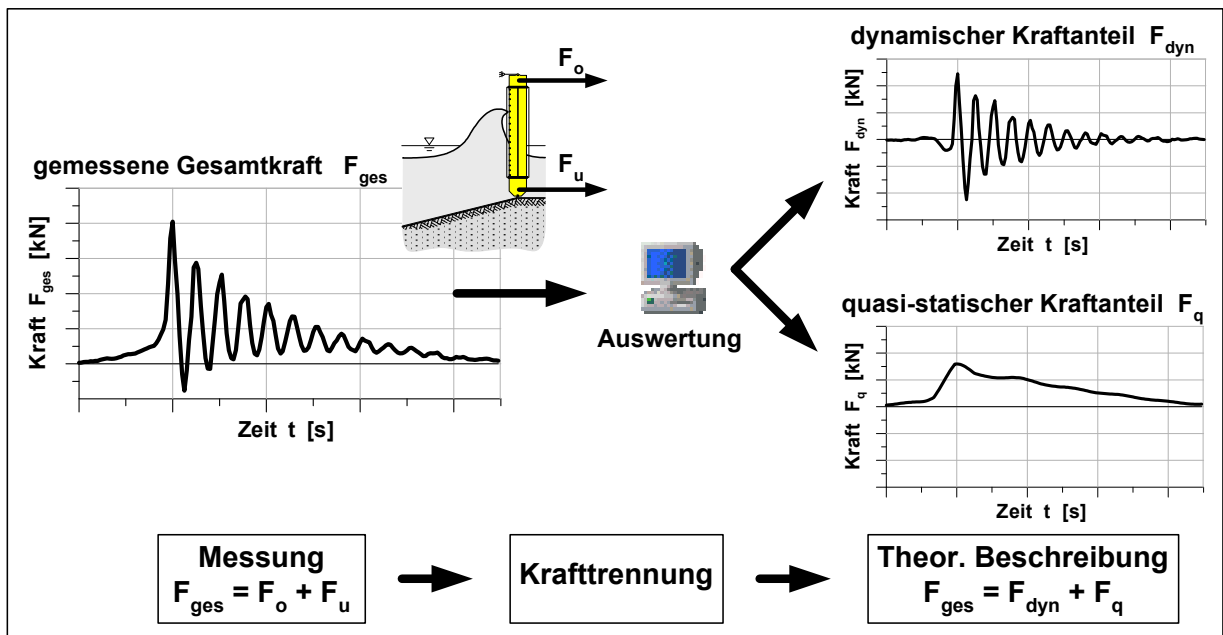 gemessene Gesamtkraft F_ges
Kraft F_ges [kN]
Zeit t [s]
F_o
F_u
Auswertung
dynamischer Kraftanteil F_dyn
Kraft F_dyn [kN]
Zeit t [s]
quasi-statischer Kraftanteil F_q
Kraft F_q [kN]
Zeit t [s]
Messung
F_ges = F_o + F_u
Krafttrennung
Theor. Beschreibung
F_ges = F_dyn + F_q